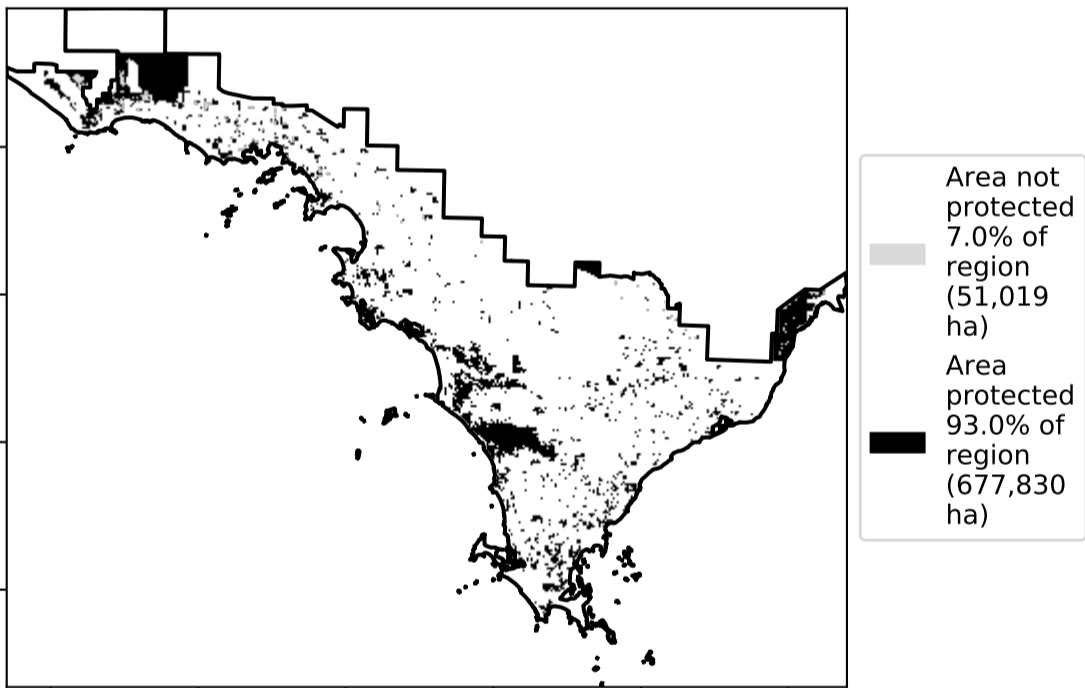 Area not
protected
7.0% of
region
(51,019
ha)
Area
protected
93.0% of
region
(677,830
ha)